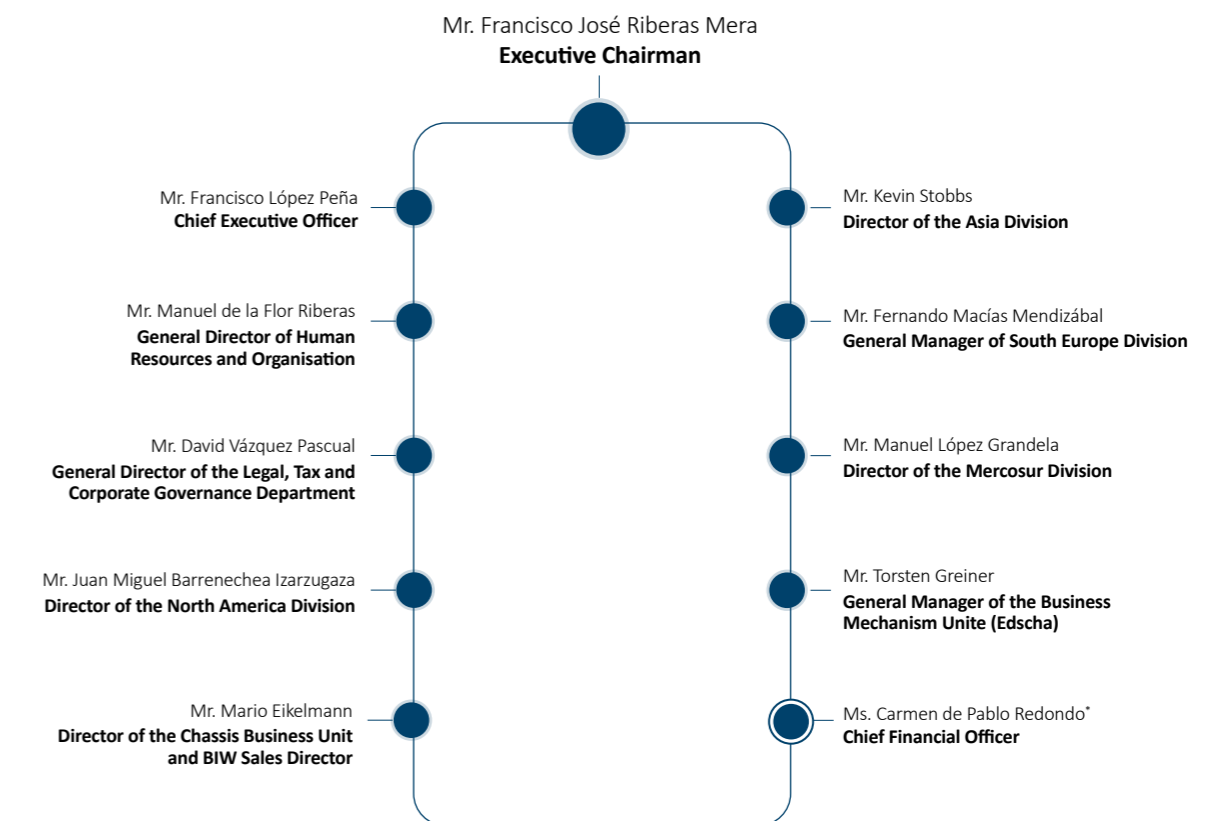 Mr. Francisco José Riberas Mera
Executive Chairman
Mr. Francisco López Peña
Chief Executive Officer
Mr. Manuel de la Flor Riberas
General Director of Human
Resources and Organisation
Mr. David Vázquez Pascual
General Director of the Legal, Tax and
Corporate Governance Department
Mr. Juan Miguel Barrenechea Izarzugaza
Director of the North America Division
Mr. Mario Eikelmann
Director of the Chassis Business Unit
and BIW Sales Director
Mr. Kevin Stobbs
Director of the Asia Division
Mr. Fernando Macías Mendizábal
General Manager of South Europe Division
Mr. Manuel López Grandela
Director of the Mercosur Division
Mr. Torsten Greiner
General Manager of the Business
Mechanism Unite (Edscha)
Ms. Carmen de Pablo Redondo*
Chief Financial Officer